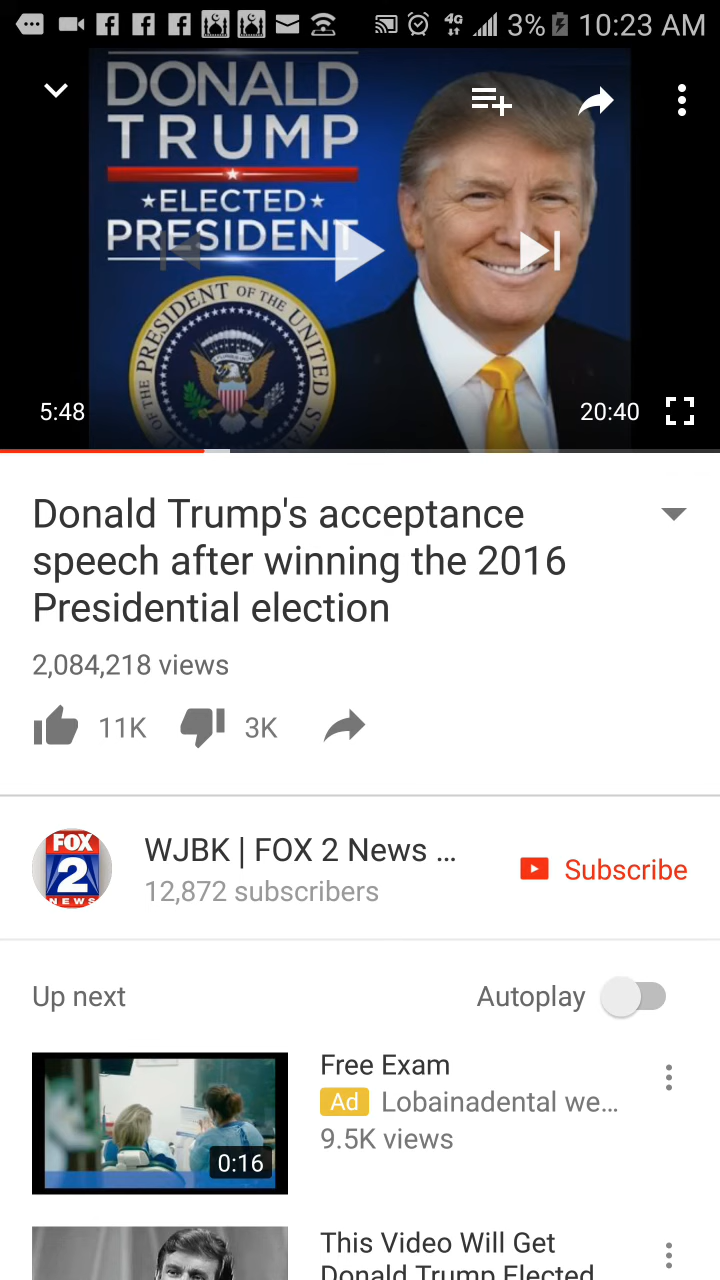 4G 3% 10:23 AM
DONALD
TRUMP
★ELECTED★
PRESIDENT
PRESIDENT OF THE UNITED STATES
OF THE
5:48
20:40
Donald Trump's acceptance
speech after winning the 2016
Presidential election
2,084,218 views
11K
3K
FOX
2
NEWS
WJBK | FOX 2 News ...
12,872 subscribers
Subscribe
Up next
Autoplay
Free Exam
Ad Lobainadental we...
9.5K views
0:16
This Video Will Get
Donald Trump Elected